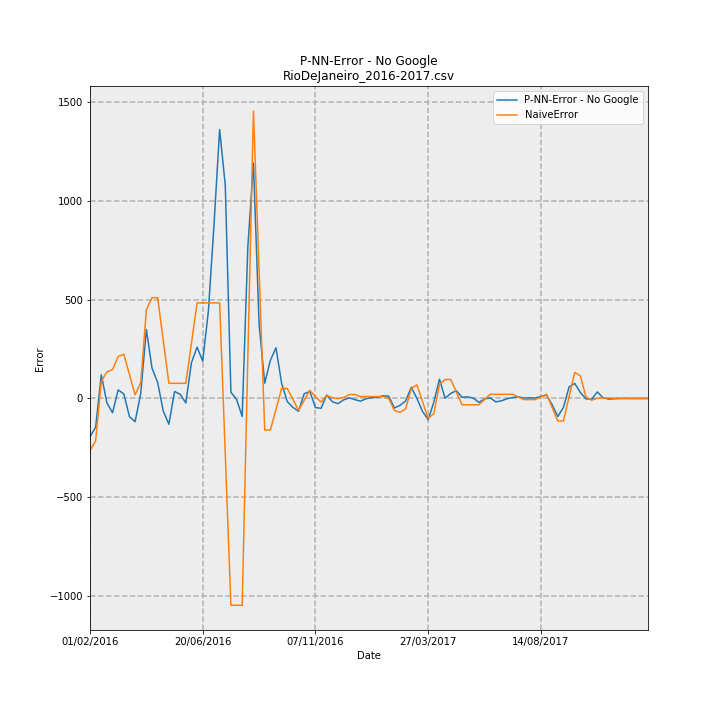 P-NN-Error - No Google
RioDeJaneiro_2016-2017.csv
P-NN-Error - No Google
NaiveError
1500
1000
500
0
−500
−1000
Error
01/02/2016
20/06/2016
07/11/2016
27/03/2017
14/08/2017
Date